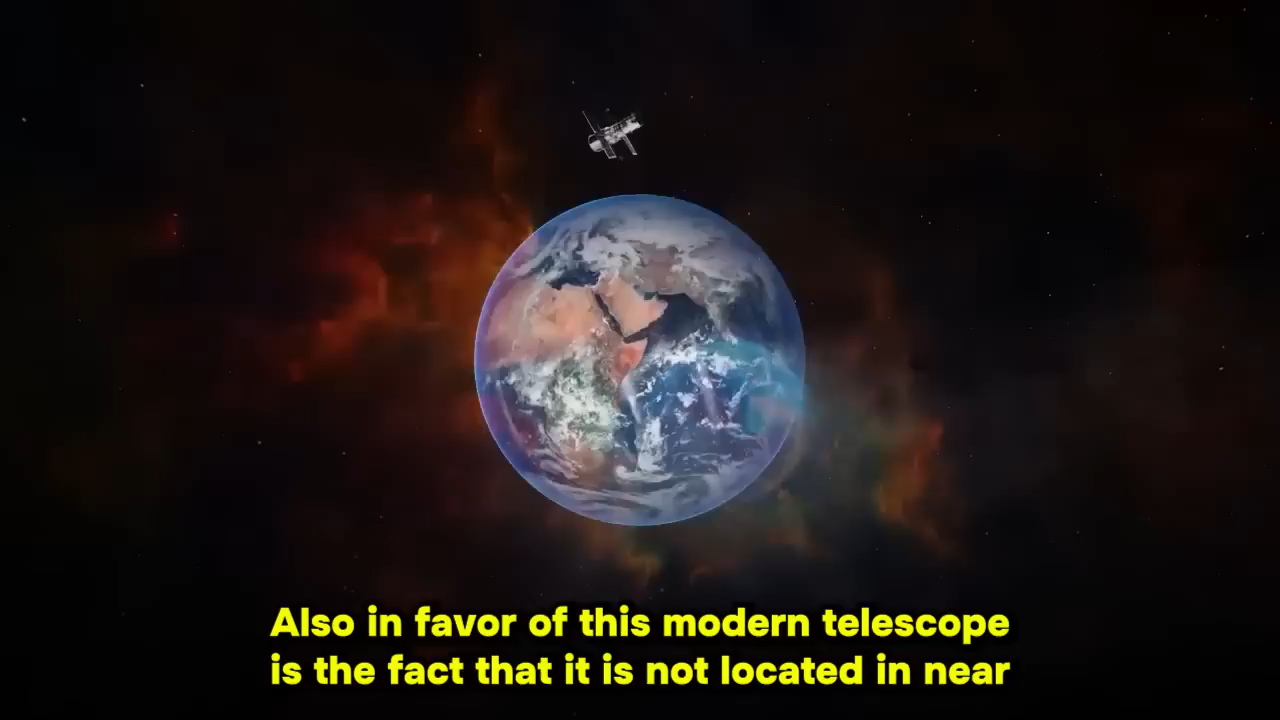 Also in favor of this modern telescope
is the fact that it is not located in near